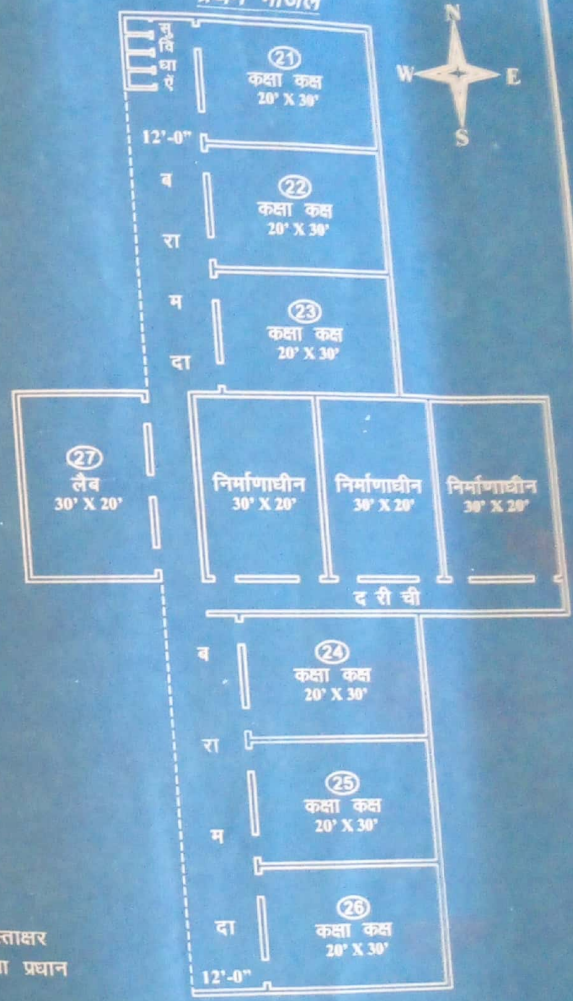 N
W E
S
सु
वि
धा
ऐं
21
कक्षा कक्ष
20' X 30'
12'-0"
ब
रा
म
दा
22
कक्षा कक्ष
20' X 30'
23
कक्षा कक्ष
20' X 30'
27
लैब
30' X 20'
निर्माणाधीन
30' X 20'
निर्माणाधीन
30' X 20'
निर्माणाधीन
30' X 20'
द री ची
ब
रा
म
दा
24
कक्षा कक्ष
20' X 30'
25
कक्षा कक्ष
20' X 30'
26
कक्षा कक्ष
20' X 30'
12'-0"
प्रधान